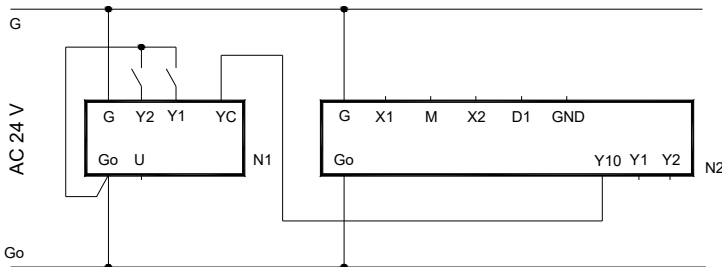 G
AC 24 V
G Y2 Y1 YC
Go U
N1
G X1 M X2 D1 GND
Go Y10 Y1 Y2
N2
Go